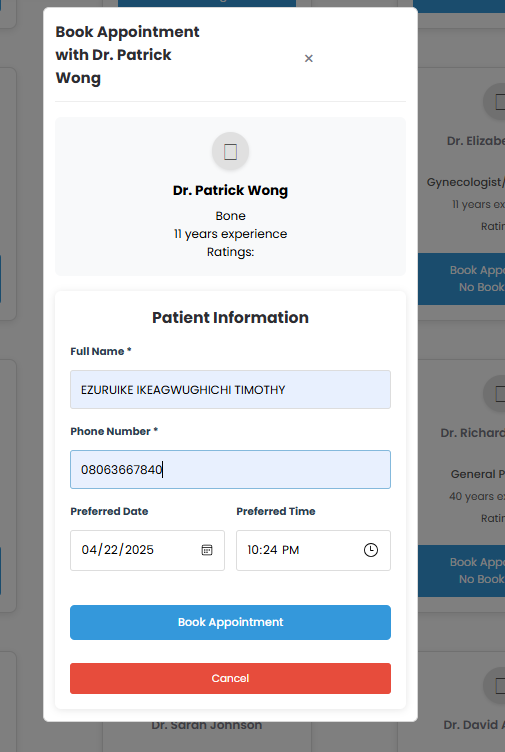 Book Appointment
with Dr. Patrick
Wong
×
Dr. Patrick Wong
Bone
11 years experience
Ratings:
Patient Information
Full Name *
EZURUIKE IKEAGWUGHICHI TIMOTHY
Phone Number *
08063667840
Preferred Date
Preferred Time
04/22/2025
10:24 PM
Book Appointment
Cancel
Dr. Elizabe
Gynecologist/
11 years ex
Ratin
Book Appo
No Book
Dr. Richard
General P
40 years e
Ratin
Book Appo
No Book
Dr. Sarah Johnson
Dr. David A